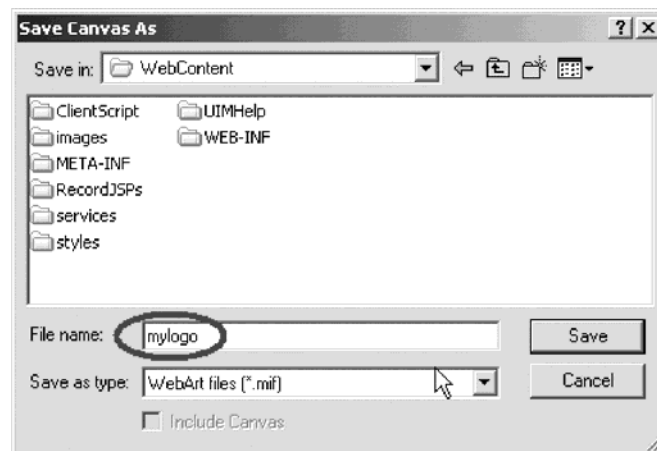 Save Canvas As
Save in: WebContent
ClientScript UIMHelp
images WEB-INF
META-INF
RecordJSPs
services
styles
File name: mylogo Save
Save as type: WebArt files (*.mif) Cancel
Include Canvas